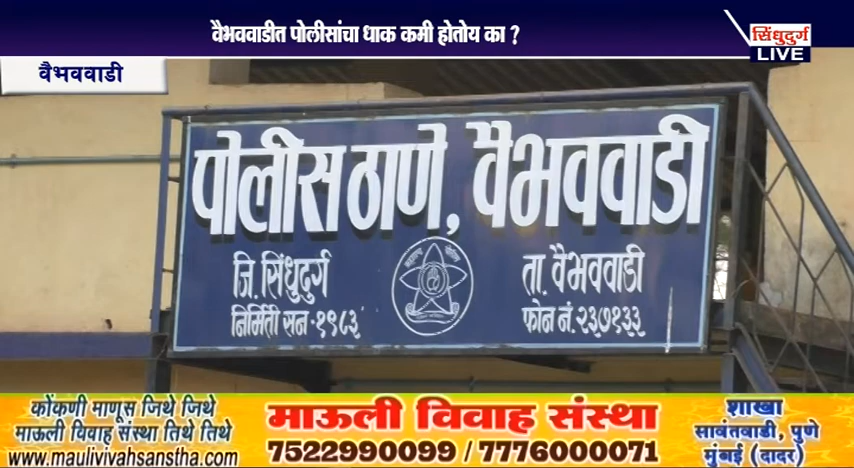 वैभववाडीत पोलीसांचा धाक कमी होतोय का ?
सिंधुदुर्ग
LIVE
वैभववाडी
पोलीस ठाणे, वैभववाडी
जि. सिंधुदुर्ग
ता. वैभववाडी
निर्मिती सन - १९८३
फोन नं. २३७१३३
कोंकणी माणूस जिथे जिथे
माऊली विवाह संस्था तिथे तिथे
www.maulivivahsanstha.com
माऊली विवाह संस्था
7522990099 / 7776000071
शाखा
सावंतवाडी, पुणे
मुंबई (दादर)